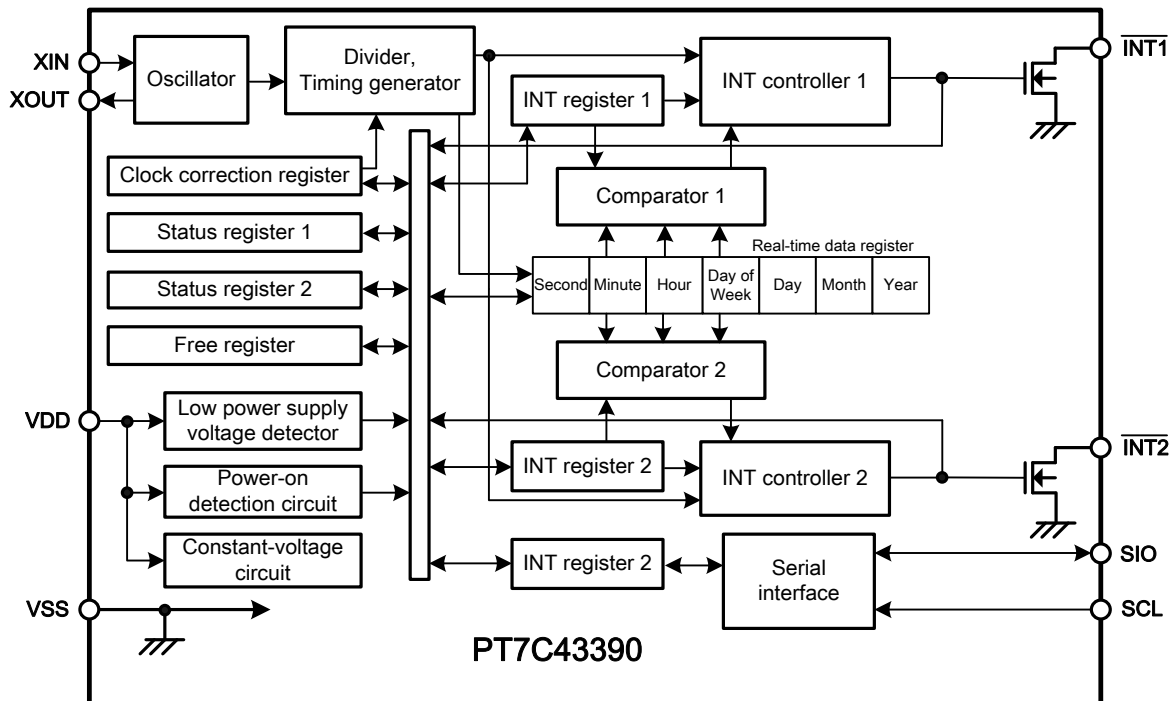 XIN
XOUT
Oscillator
Divider,
Timing generator
INT controller 1
INT register 1
INT1
Clock correction register
Comparator 1
Status register 1
Real-time data register
Second
Minute
Hour
Day of
Week
Day
Month
Year
Status register 2
Free register
Comparator 2
VDD
Low power supply
voltage detector
INT register 2
INT controller 2
INT2
Power-on
detection circuit
Constant-voltage
circuit
INT register 2
Serial
interface
SIO
SCL
VSS
PT7C43390